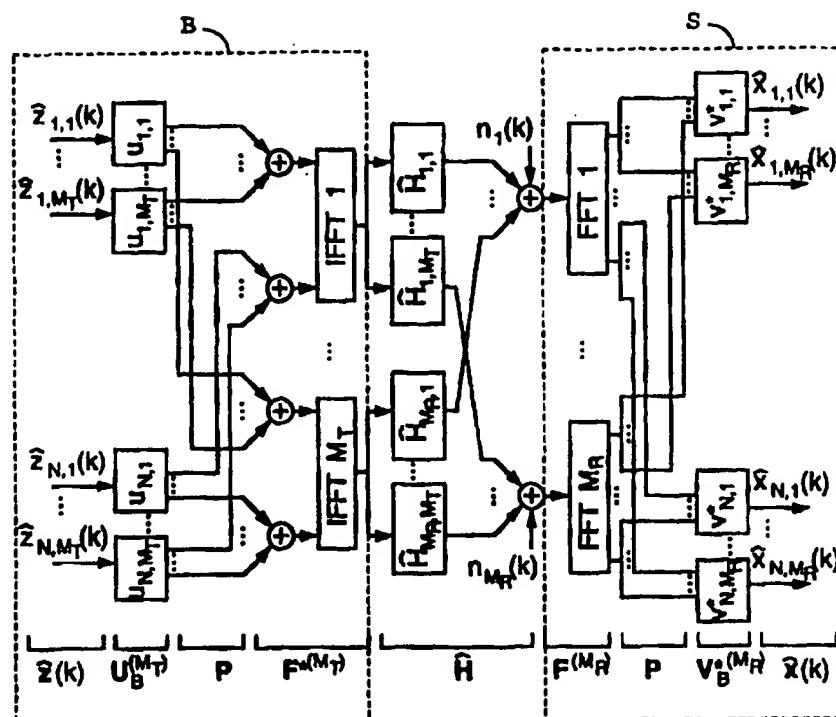 B
S
ẑ1,1(k)
u1,1
ẑ1,MT(k)
u1,MT
IFFT 1
Ĥ1,1
Ĥ1,MT
n1(k)
FFT 1
v*1,1
x̂1,1(k)
v*1,MR
x̂1,MR(k)
ẑN,1(k)
uN,1
ẑN,MT(k)
uN,MT
IFFT MT
ĤMR,1
ĤMR,MT
nMR(k)
FFT MR
v*N,1
x̂N,1(k)
v*N,MR
x̂N,MR(k)
ẑ(k) UB(MT) P F*(MT) Ĥ F(MR) P V*B(MR) x̂(k)